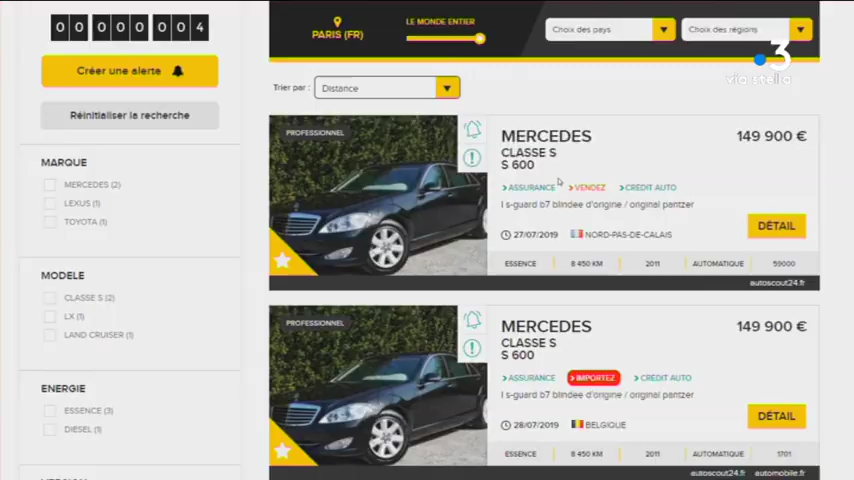 00 000 004
PARIS (FR)
LE MONDE ENTIER
Choix des pays
Choix des régions
3
via stella
Créer une alerte
Réinitialiser la recherche
Trier par :
Distance
MARQUE
MERCEDES (2)
LEXUS (1)
TOYOTA (1)
MODELE
CLASSE S (2)
LX (1)
LAND CRUISER (1)
ENERGIE
ESSENCE (3)
DIESEL (1)
PROFESSIONNEL
MERCEDES
149 900 €
CLASSE S
S 600
ASSURANCE
VENDEZ
CRÉDIT AUTO
l s-guard b7 blindee d'origine / original pantzer
DÉTAIL
27/07/2019
NORD-PAS-DE-CALAIS
ESSENCE
8 450 KM
2011
AUTOMATIQUE
59000
autoscout24.fr
PROFESSIONNEL
MERCEDES
149 900 €
CLASSE S
S 600
ASSURANCE
IMPORTEZ
CRÉDIT AUTO
l s-guard b7 blindee d'origine / original pantzer
DÉTAIL
28/07/2019
BELGIQUE
ESSENCE
8 450 KM
2011
AUTOMATIQUE
1701
autoscout24.fr automobile.fr